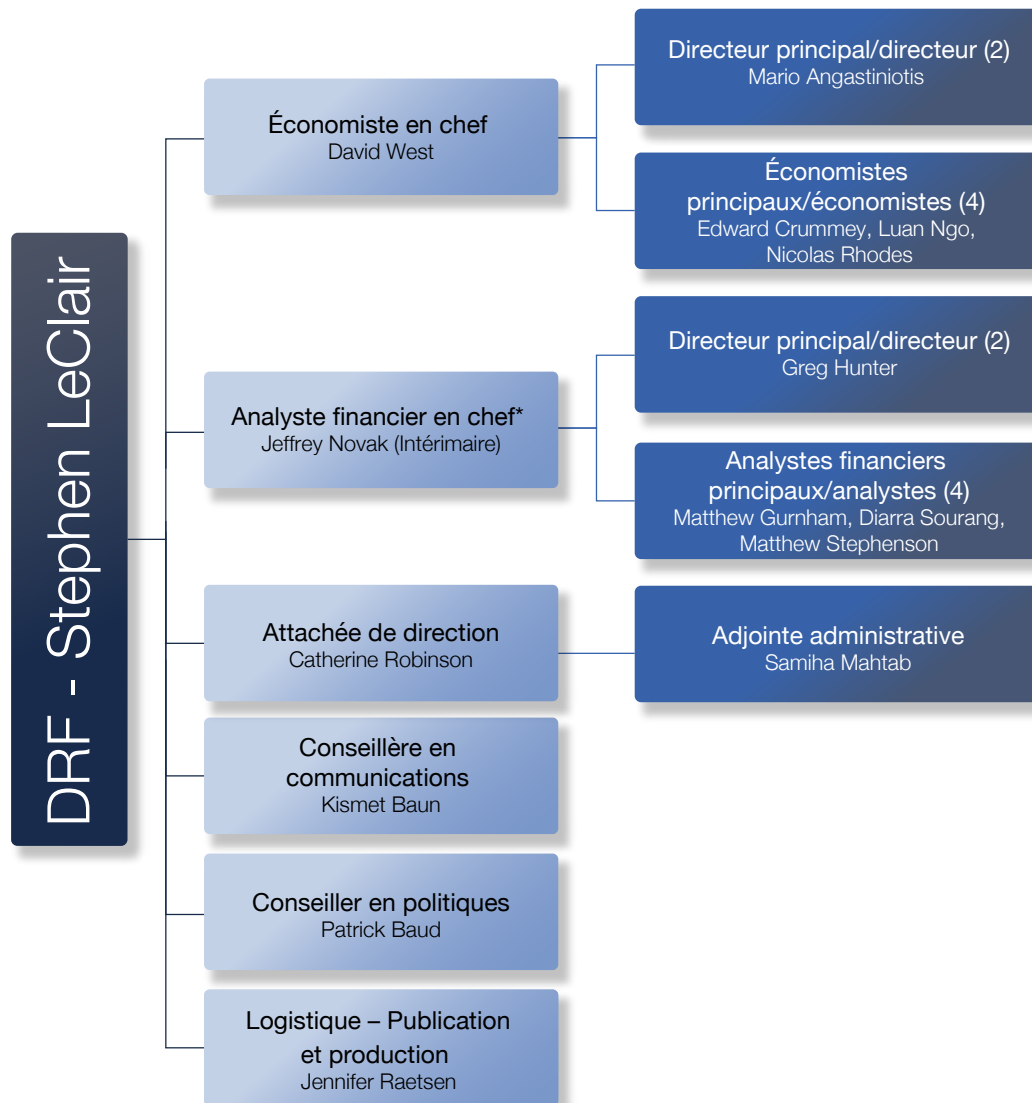 DRF - Stephen LeClair
Économiste en chef
David West
Directeur principal/directeur (2)
Mario Angastiniotis
Économistes
principaux/économistes (4)
Edward Crummey, Luan Ngo,
Nicolas Rhodes
Analyste financier en chef*
Jeffrey Novak (Intérimaire)
Directeur principal/directeur (2)
Greg Hunter
Analystes financiers
principaux/analystes (4)
Matthew Gurnham, Diarra Sourang,
Matthew Stephenson
Attachée de direction
Catherine Robinson
Adjointe administrative
Samiha Mahtab
Conseillère en
communications
Kismet Baun
Conseiller en politiques
Patrick Baud
Logistique – Publication
et production
Jennifer Raetsen